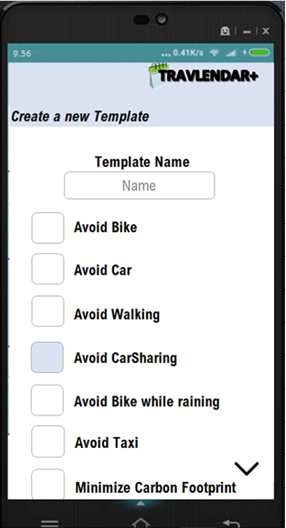 9.56
... 0.41K/s
TRAVLENDAR+
Create a new Template
Template Name
Name
Avoid Bike
Avoid Car
Avoid Walking
Avoid CarSharing
Avoid Bike while raining
Avoid Taxi
Minimize Carbon Footprint